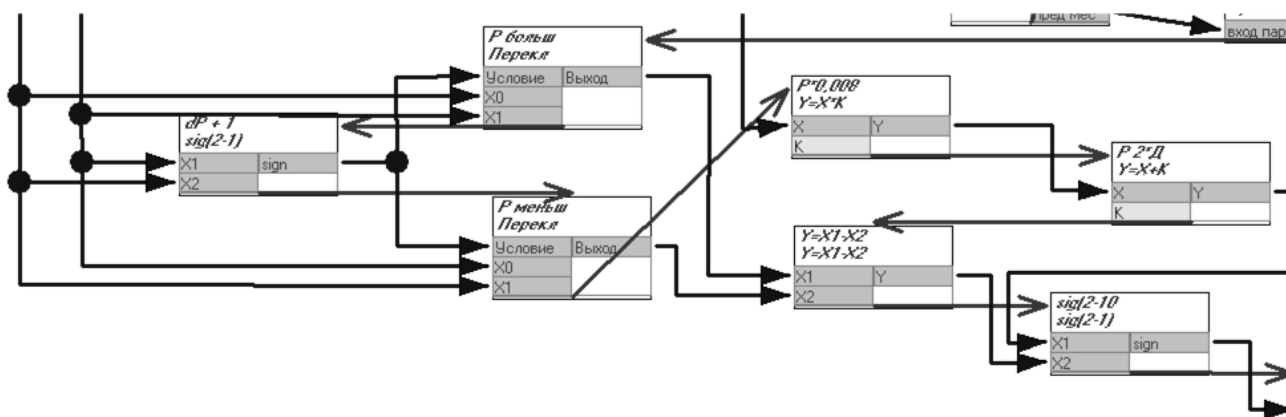 пред мес
вход пар
P больш
Перекл
Условие Выход
X0
X1
dP + 1
sig(2-1)
X1 sign
X2
P меньш
Перекл
Условие Выход
X0
X1
P*0,008
Y=X*K
X Y
K
P 2*Д
Y=X+K
X Y
K
Y=X1-X2
Y=X1-X2
X1 Y
X2
sig(2-10
sig(2-1)
X1 sign
X2